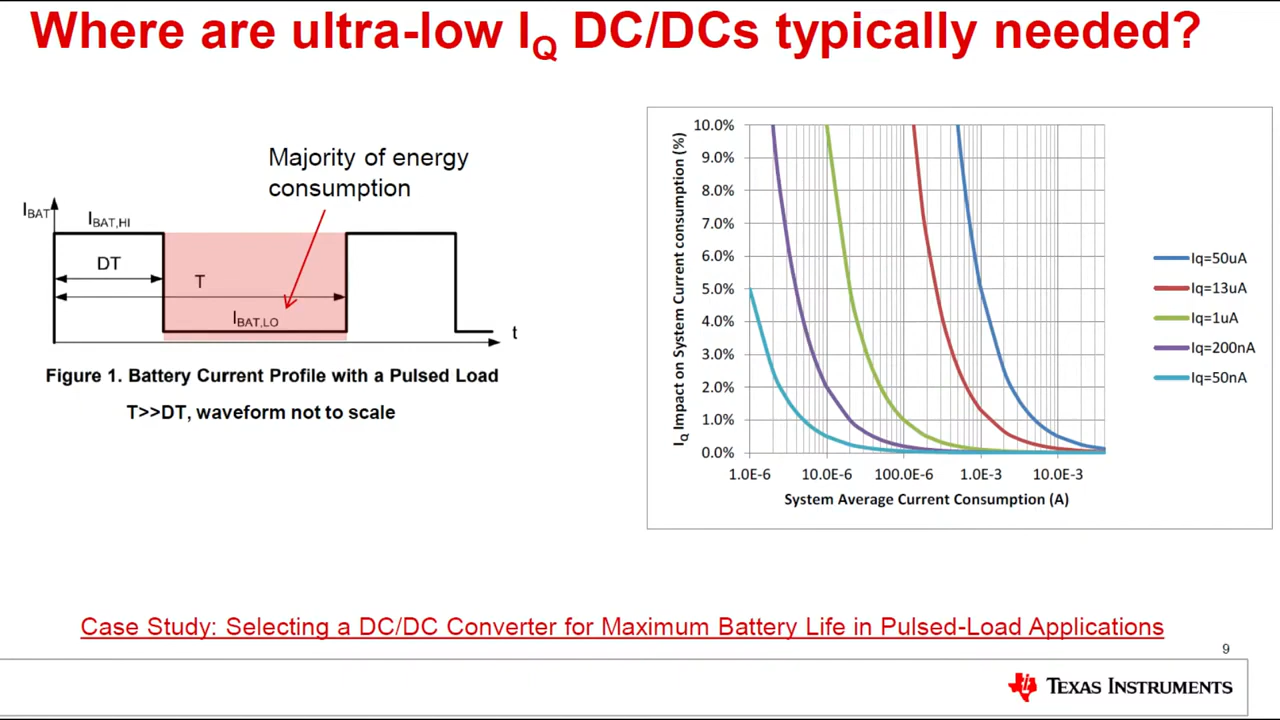 Where are ultra-low IQ DC/DCs typically needed?
Majority of energy
consumption
IBAT
IBAT,HI
DT
T
IBAT,LO
t
Figure 1. Battery Current Profile with a Pulsed Load
T>>DT, waveform not to scale
IQ Impact on System Current consumption (%)
10.0%
9.0%
8.0%
7.0%
6.0%
5.0%
4.0%
3.0%
2.0%
1.0%
0.0%
1.0E-6 10.0E-6 100.0E-6 1.0E-3 10.0E-3
System Average Current Consumption (A)
Iq=50uA
Iq=13uA
Iq=1uA
Iq=200nA
Iq=50nA
Case Study: Selecting a DC/DC Converter for Maximum Battery Life in Pulsed-Load Applications
9
TEXAS INSTRUMENTS